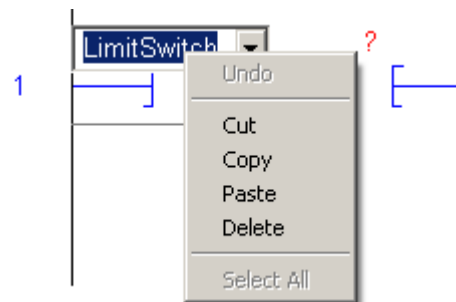 LimitSwitch
?
1
Undo
Cut
Copy
Paste
Delete
Select All